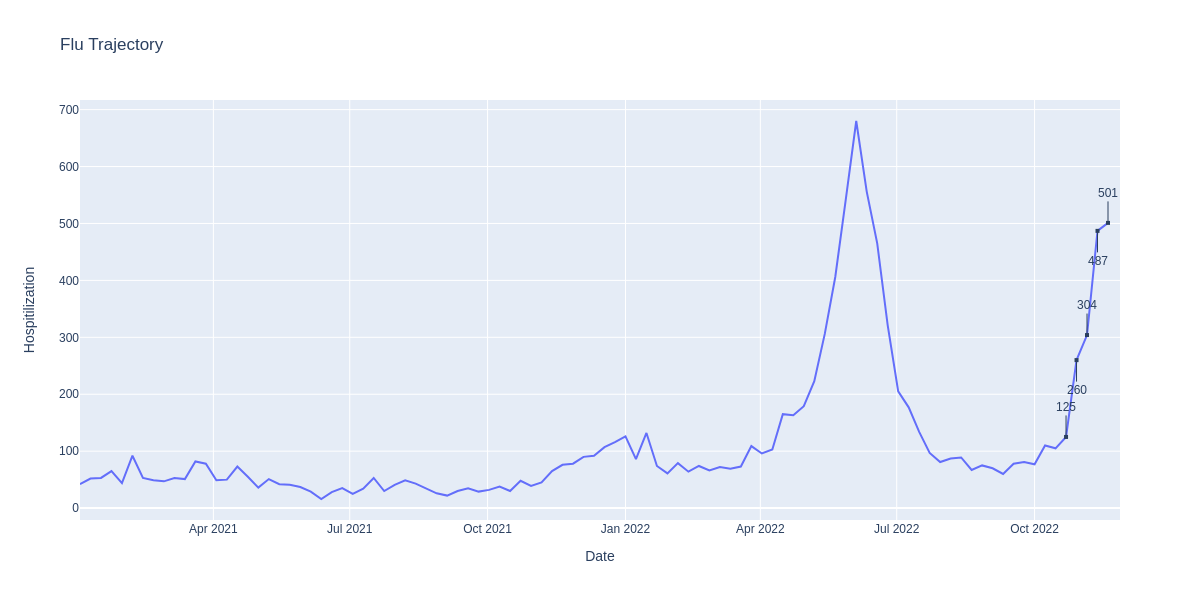 Flu Trajectory
700
600
500
400
300
200
100
0
Hospitilization
501
487
304
260
125
Apr 2021
Jul 2021
Oct 2021
Jan 2022
Apr 2022
Jul 2022
Oct 2022
Date